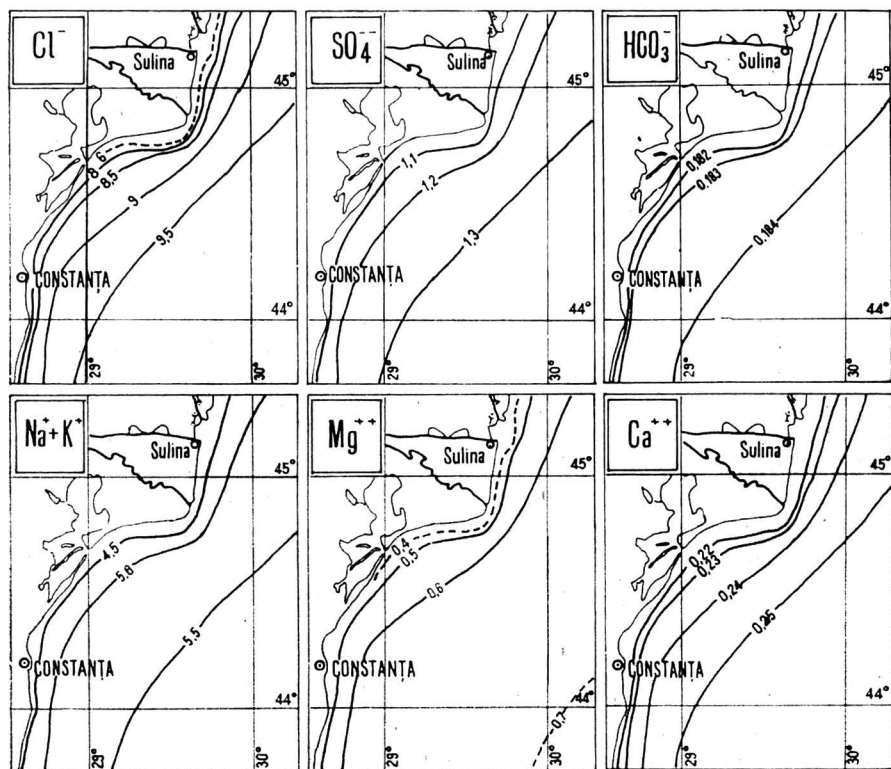 Cl⁻
Sulina
45°
6
8
8,5
9
9,5
CONSTANȚA
44°
29°
30°
SO₄⁻⁻
Sulina
45°
1,1
1,2
1,3
CONSTANȚA
44°
29°
30°
HCO₃⁻
Sulina
45°
0,182
0,183
0,184
CONSTANȚA
44°
29°
30°
Na⁺+K⁺
Sulina
45°
4,5
5,8
5,5
CONSTANȚA
44°
29°
30°
Mg⁺⁺
Sulina
45°
0,4
0,5
0,6
0,7
CONSTANȚA
44°
29°
30°
Ca⁺⁺
Sulina
45°
0,22
0,23
0,24
0,25
CONSTANȚA
44°
29°
30°